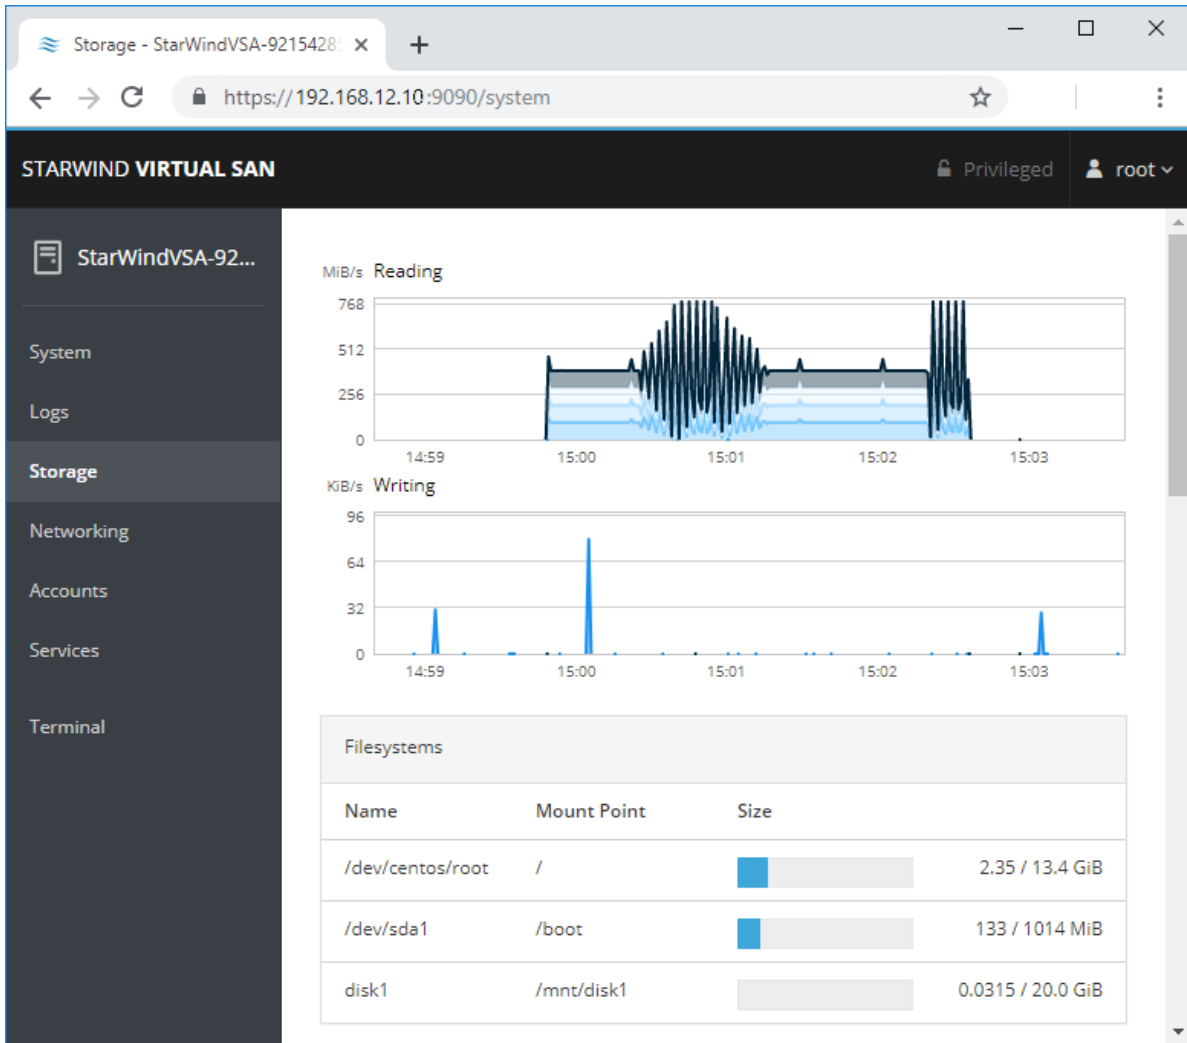 Storage - StarWindVSA-92154285
https://192.168.12.10:9090/system
STARWIND VIRTUAL SAN
Privileged
root
StarWindVSA-92...
System
Logs
Storage
Networking
Accounts
Services
Terminal
MiB/s Reading
768
512
256
0
14:59 15:00 15:01 15:02 15:03
KiB/s Writing
96
64
32
0
14:59 15:00 15:01 15:02 15:03
Filesystems
Name Mount Point Size
/dev/centos/root / 2.35 / 13.4 GiB
/dev/sda1 /boot 133 / 1014 MiB
disk1 /mnt/disk1 0.0315 / 20.0 GiB